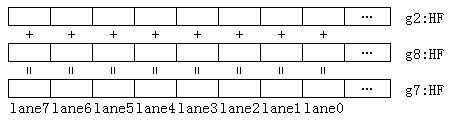 ... g2:HF
+ + + + + + + +
... g8:HF
= = = = = = = =
... g7:HF
lane7 lane6 lane5 lane4 lane3 lane2 lane1 lane0